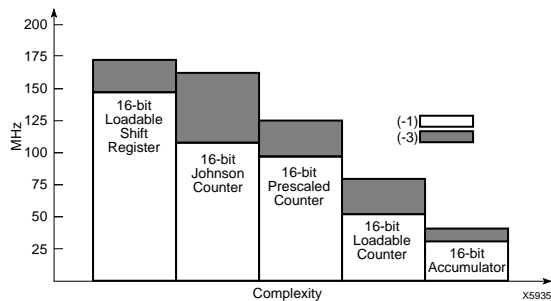 200
175
150
125
100
75
50
25
MHz
16-bit
Loadable
Shift
Register
16-bit
Johnson
Counter
16-bit
Prescaled
Counter
16-bit
Loadable
Counter
16-bit
Accumulator
(-1)
(-3)
Complexity
X5935